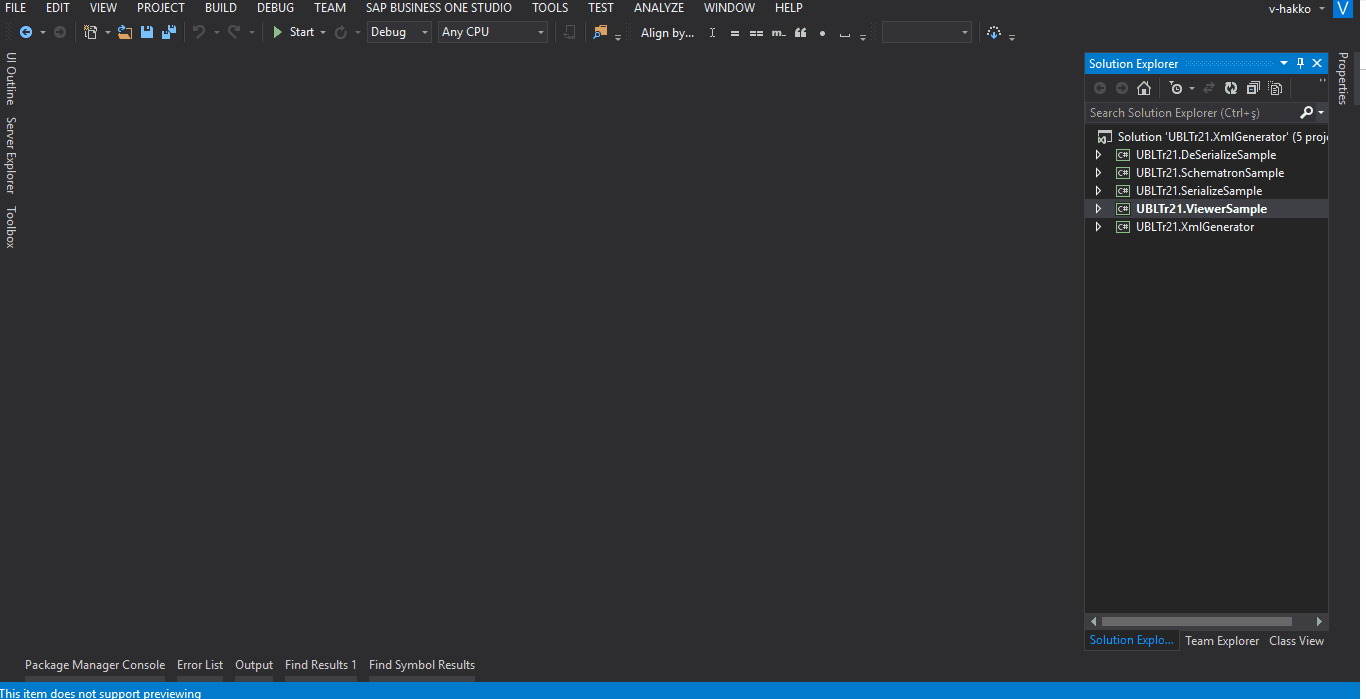 FILE EDIT VIEW PROJECT BUILD DEBUG TEAM SAP BUSINESS ONE STUDIO TOOLS TEST ANALYZE WINDOW HELP v-hakko V
Start Debug Any CPU Align by...
UI Outline
Server Explorer
Toolbox
Solution Explorer
Search Solution Explorer (Ctrl+ş)
Solution 'UBLTr21.XmlGenerator' (5 proj
C# UBLTr21.DeSerializeSample
C# UBLTr21.SchematronSample
C# UBLTr21.SerializeSample
C# UBLTr21.ViewerSample
C# UBLTr21.XmlGenerator
Solution Explo... Team Explorer Class View
Properties
Package Manager Console Error List Output Find Results 1 Find Symbol Results
This item does not support previewing